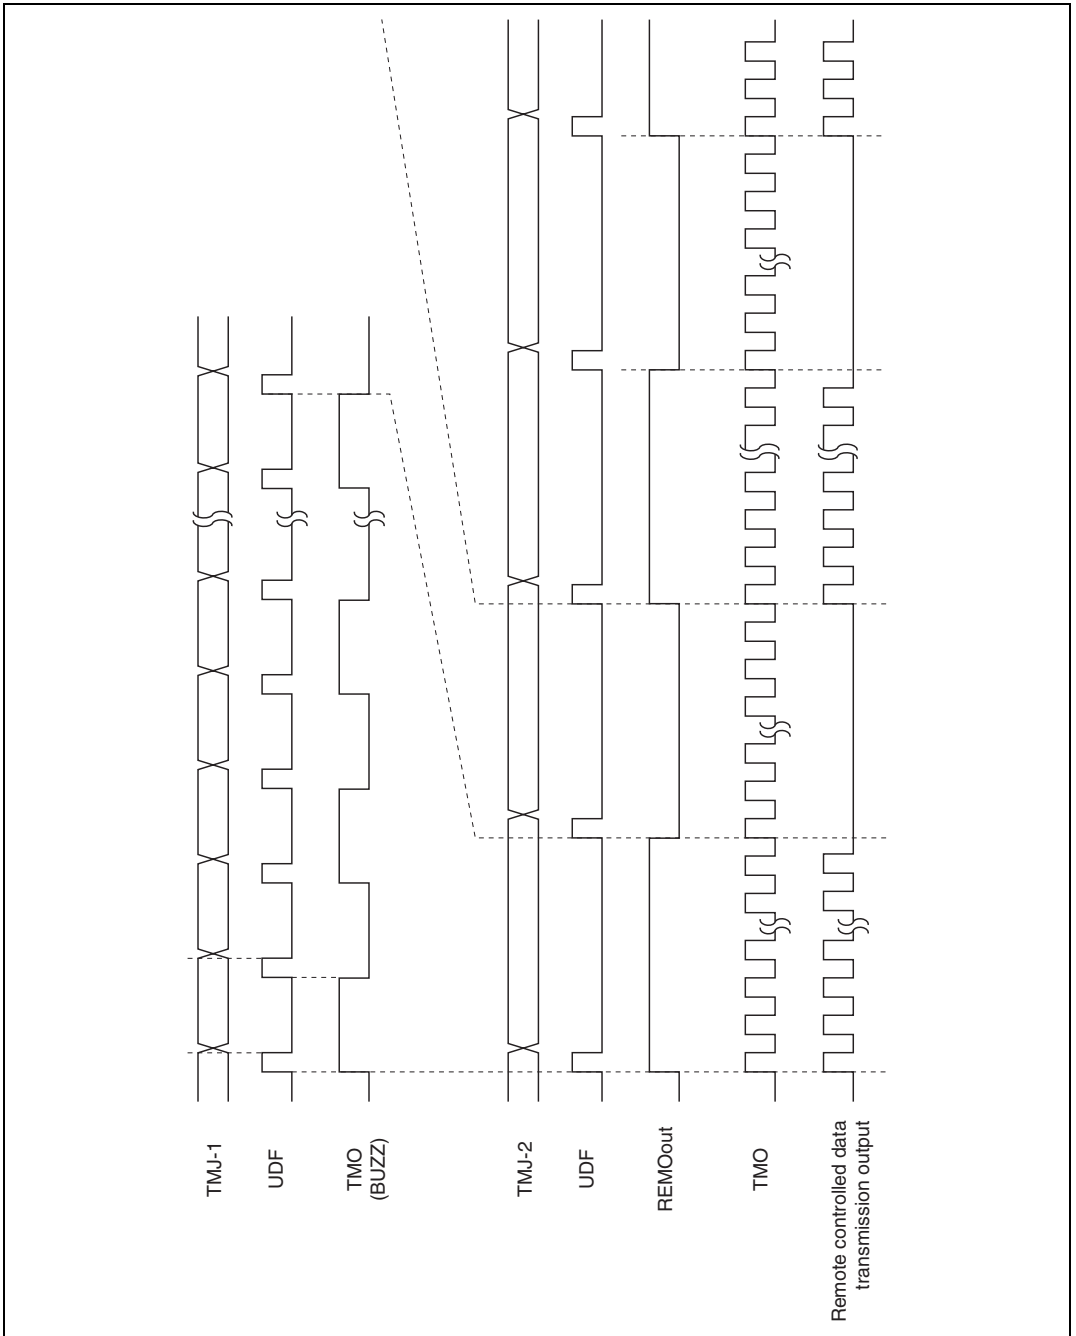 TMJ-1
UDF
TMO
(BUZZ)
TMJ-2
UDF
REMOout
TMO
Remote controlled data
transmission output